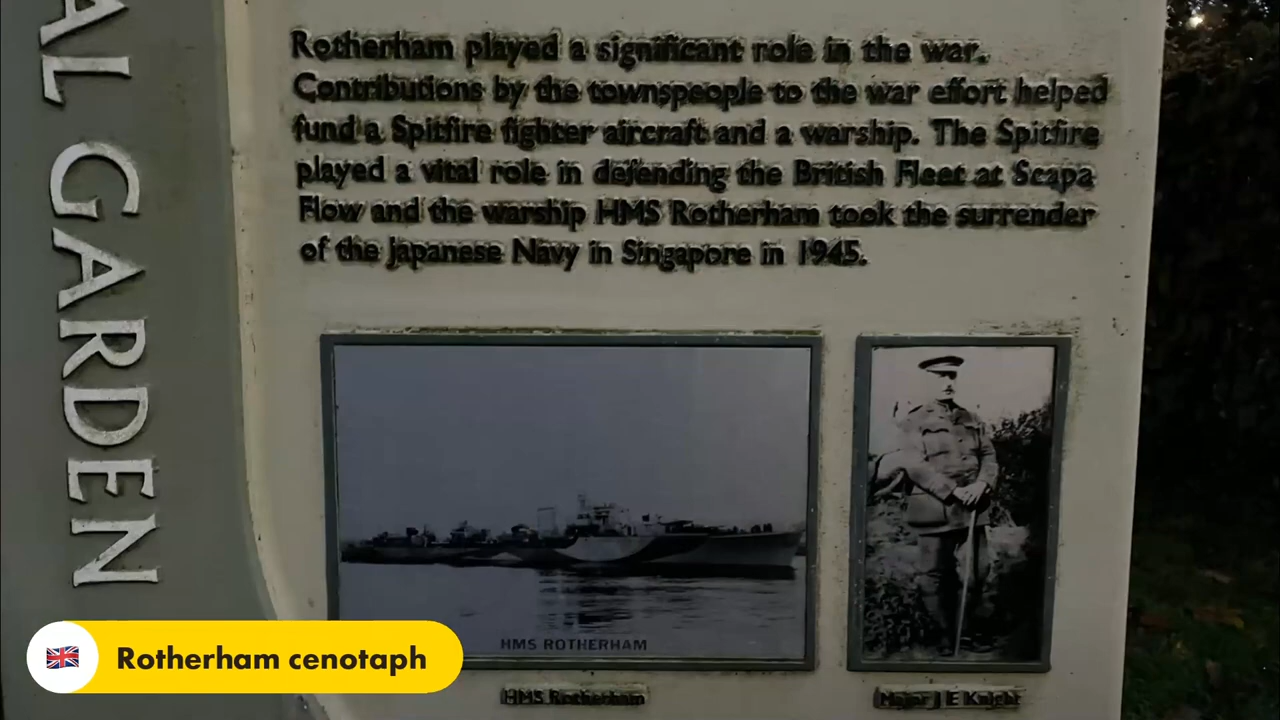 AL GARDEN
Rotherham played a significant role in the war.
Contributions by the townspeople to the war effort helped
fund a Spitfire fighter aircraft and a warship. The Spitfire
played a vital role in defending the British Fleet at Scapa
Flow and the warship HMS Rotherham took the surrender
of the Japanese Navy in Singapore in 1945.
HMS ROTHERHAM
HMS Rotherham
Major J E Knight
Rotherham cenotaph